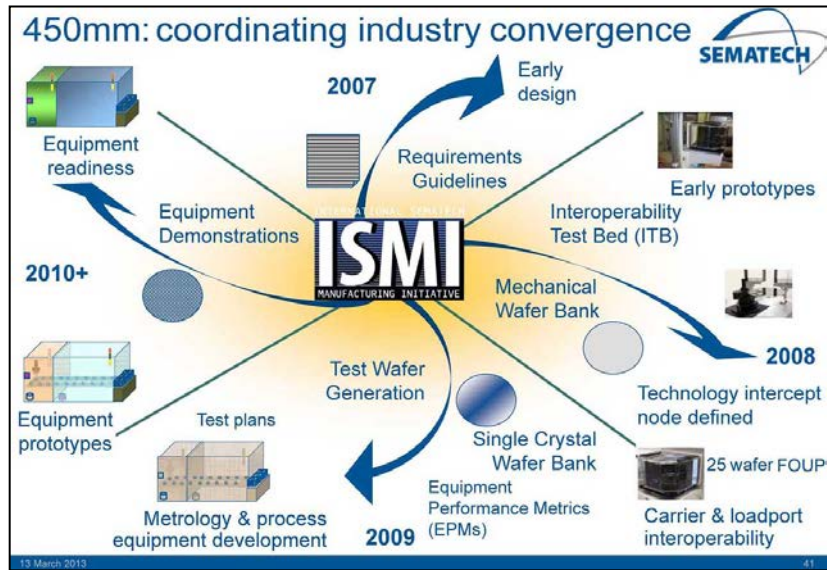 450mm: coordinating industry convergence
SEMATECH
2007
Early
design
Equipment
readiness
Requirements
Guidelines
Early prototypes
Equipment
Demonstrations
INTERNATIONAL SEMATECH
ISMI
MANUFACTURING INITIATIVE
Interoperability
Test Bed (ITB)
2010+
Mechanical
Wafer Bank
2008
Test Wafer
Generation
Technology intercept
node defined
Equipment
prototypes
Test plans
Single Crystal
Wafer Bank
25 wafer FOUP
Metrology & process
equipment development
2009
Equipment
Performance Metrics
(EPMs)
Carrier & loadport
interoperability
13 March 2013
41